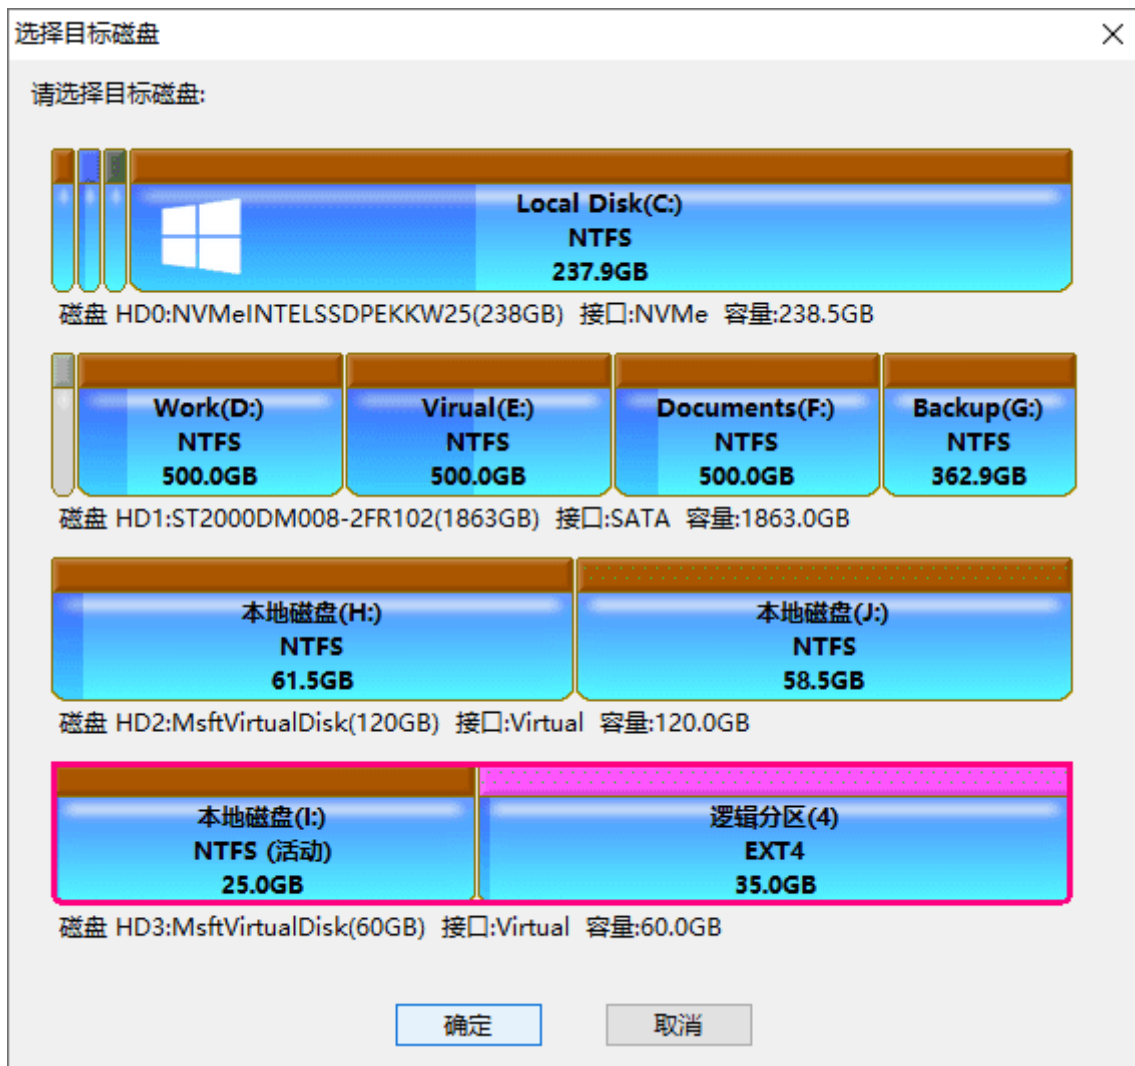 选择目标磁盘
请选择目标磁盘:
Local Disk(C:)
NTFS
237.9GB
磁盘 HD0:NVMeINTELSSDPEKKW25(238GB) 接口:NVMe 容量:238.5GB
Work(D:)
NTFS
500.0GB
Virual(E:)
NTFS
500.0GB
Documents(F:)
NTFS
500.0GB
Backup(G:)
NTFS
362.9GB
磁盘 HD1:ST2000DM008-2FR102(1863GB) 接口:SATA 容量:1863.0GB
本地磁盘(H:)
NTFS
61.5GB
本地磁盘(J:)
NTFS
58.5GB
磁盘 HD2:MsftVirtualDisk(120GB) 接口:Virtual 容量:120.0GB
本地磁盘(I:)
NTFS (活动)
25.0GB
逻辑分区(4)
EXT4
35.0GB
磁盘 HD3:MsftVirtualDisk(60GB) 接口:Virtual 容量:60.0GB
确定
取消